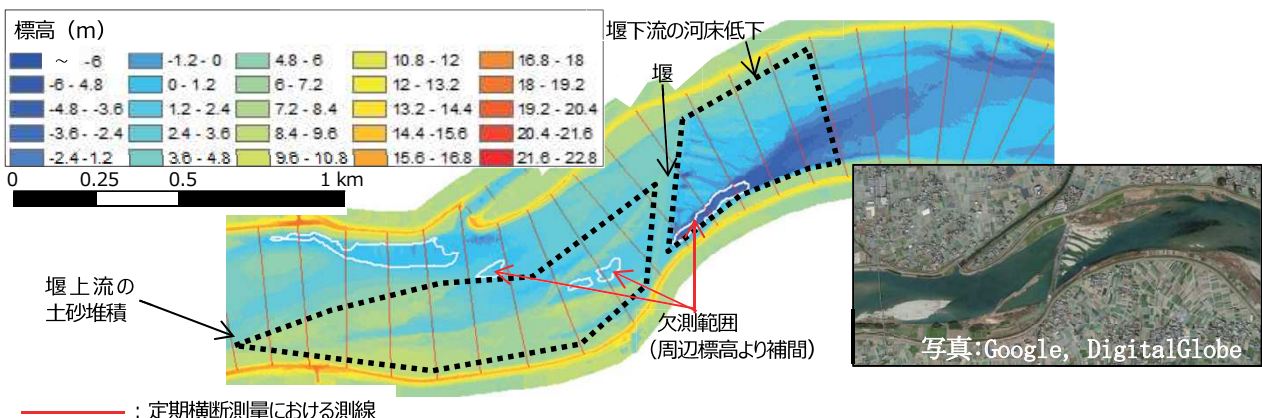 標高（m）
～ -6
-6 - 4.8
-4.8 - -3.6
-3.6 - -2.4
-2.4 - 1.2
-1.2 - 0
0 - 1.2
1.2 - 2.4
2.4 - 3.6
3.6 - 4.8
4.8 - 6
6 - 7.2
7.2 - 8.4
8.4 - 9.6
9.6 - 10.8
10.8 - 12
12 - 13.2
13.2 - 14.4
14.4 - 15.6
15.6 - 16.8
16.8 - 18
18 - 19.2
19.2 - 20.4
20.4 - 21.6
21.6 - 22.8
0 0.25 0.5 1 km
堰下流の河床低下
堰
堰上流の
土砂堆積
欠測範囲
（周辺標高より補間）
写真:Google, DigitalGlobe
：定期横断測量における測線